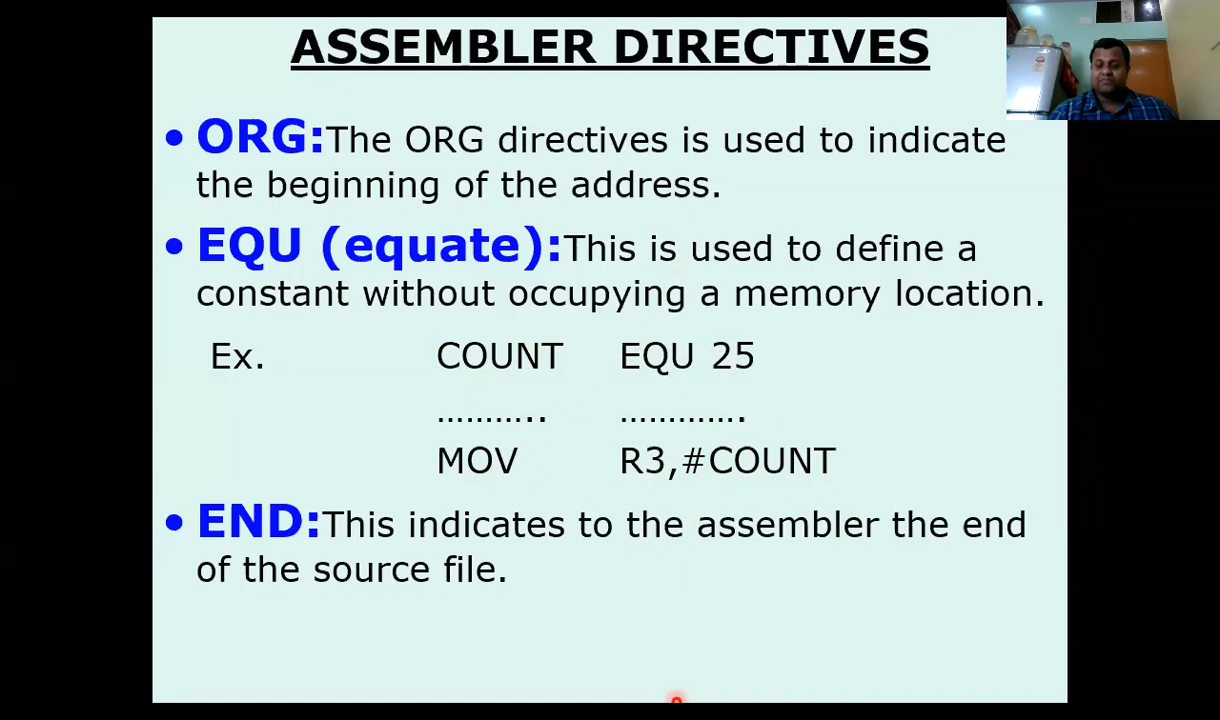 ASSEMBLER DIRECTIVES
• ORG:The ORG directives is used to indicate
the beginning of the address.
• EQU (equate):This is used to define a
constant without occupying a memory location.
Ex. COUNT EQU 25
……….. ………….
MOV R3,#COUNT
• END:This indicates to the assembler the end
of the source file.